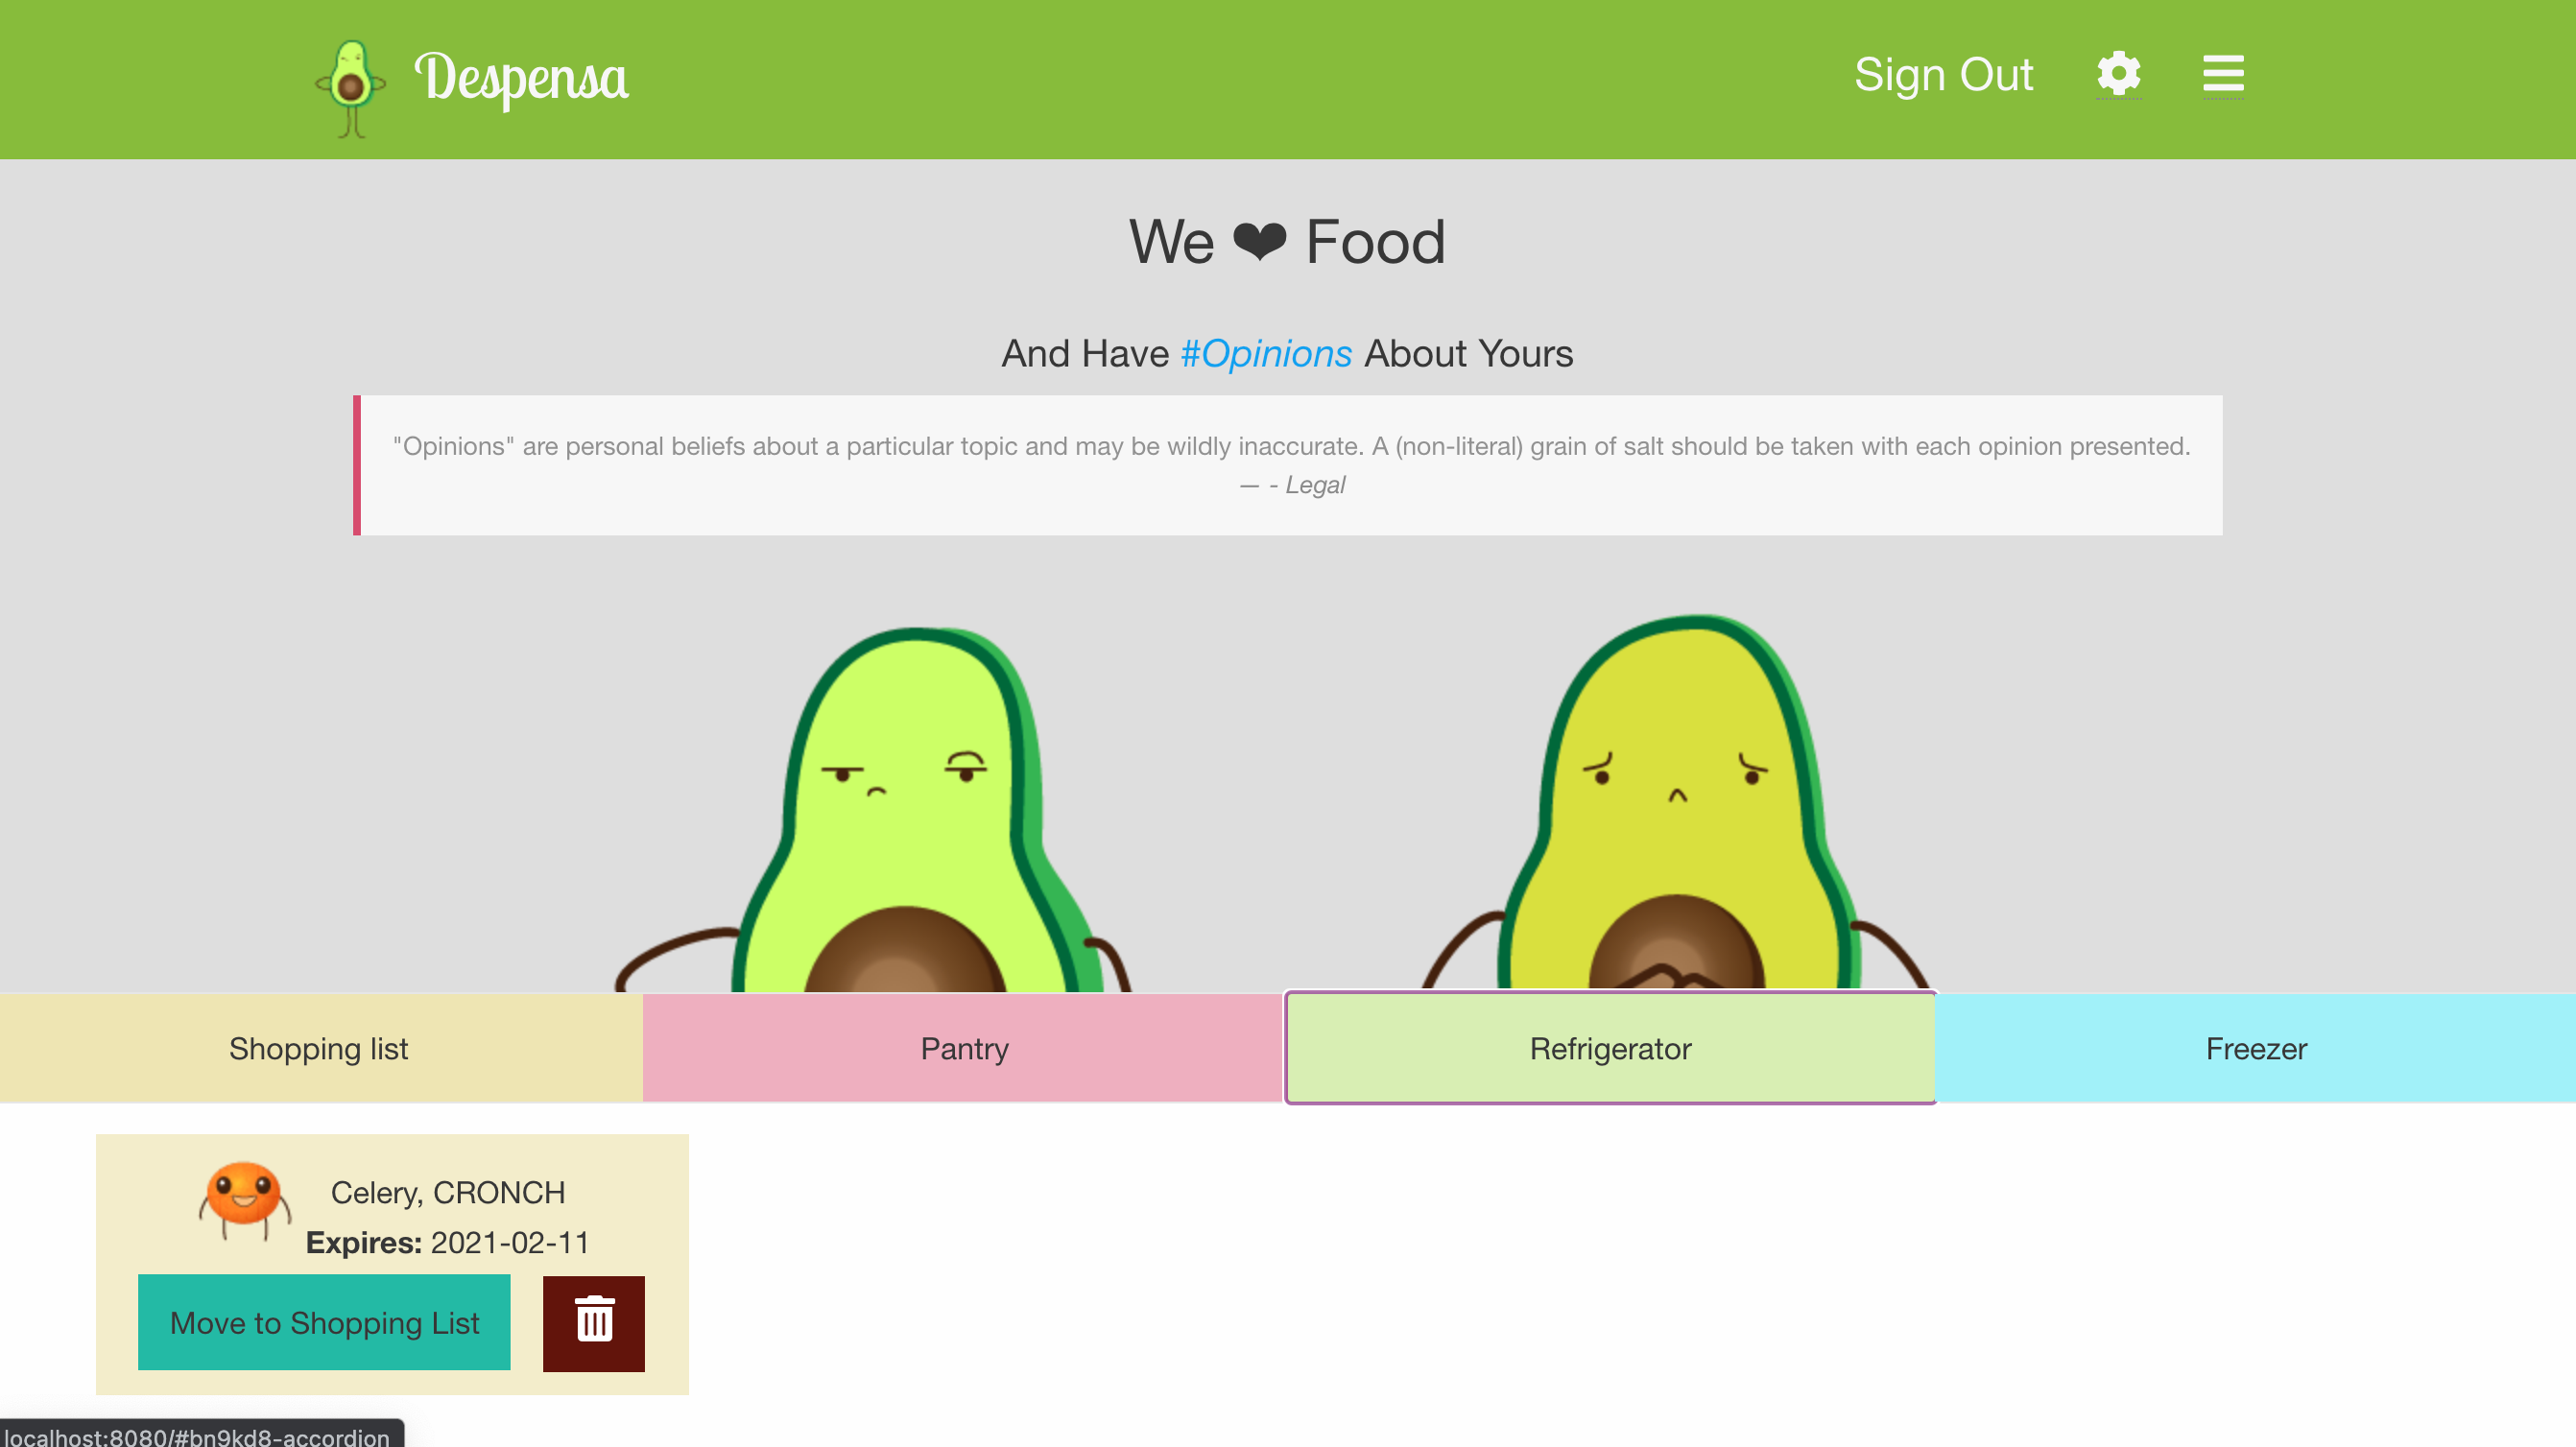 Despensa
Sign Out
We ❤ Food
And Have #Opinions About Yours
"Opinions" are personal beliefs about a particular topic and may be wildly inaccurate. A (non-literal) grain of salt should be taken with each opinion presented.
— - Legal
Shopping list
Pantry
Refrigerator
Freezer
Celery, CRONCH
Expires: 2021-02-11
Move to Shopping List
localhost:8080/#bn9kd8-accordion